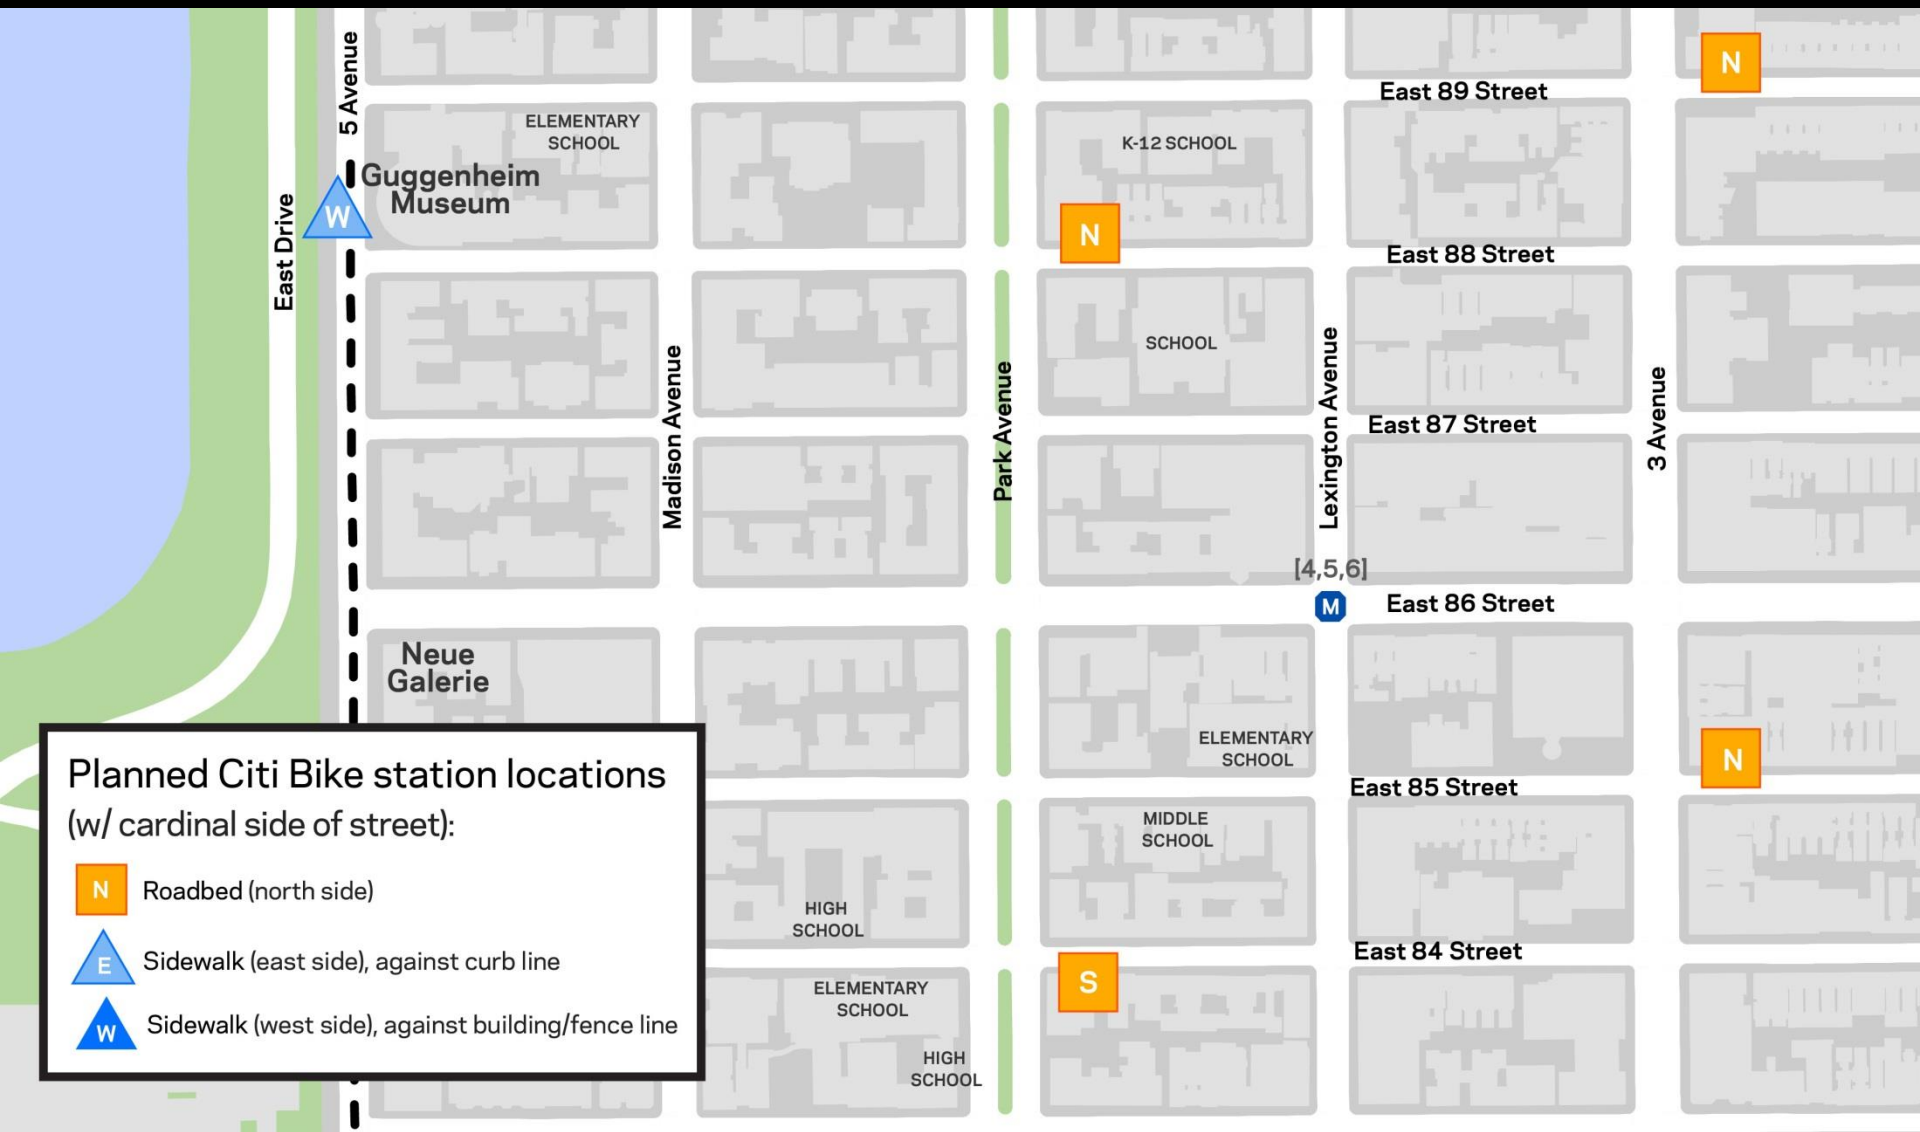 5 Avenue
East 89 Street
N
ELEMENTARY
SCHOOL
K-12 SCHOOL
Guggenheim
Museum
W
East Drive
N
East 88 Street
SCHOOL
Madison Avenue
Park Avenue
Lexington Avenue
3 Avenue
East 87 Street
[4,5,6]
M
East 86 Street
Neue
Galerie
ELEMENTARY
SCHOOL
N
East 85 Street
MIDDLE
SCHOOL
HIGH
SCHOOL
East 84 Street
S
ELEMENTARY
SCHOOL
HIGH
SCHOOL
Planned Citi Bike station locations
(w/ cardinal side of street):
N Roadbed (north side)
E Sidewalk (east side), against curb line
W Sidewalk (west side), against building/fence line